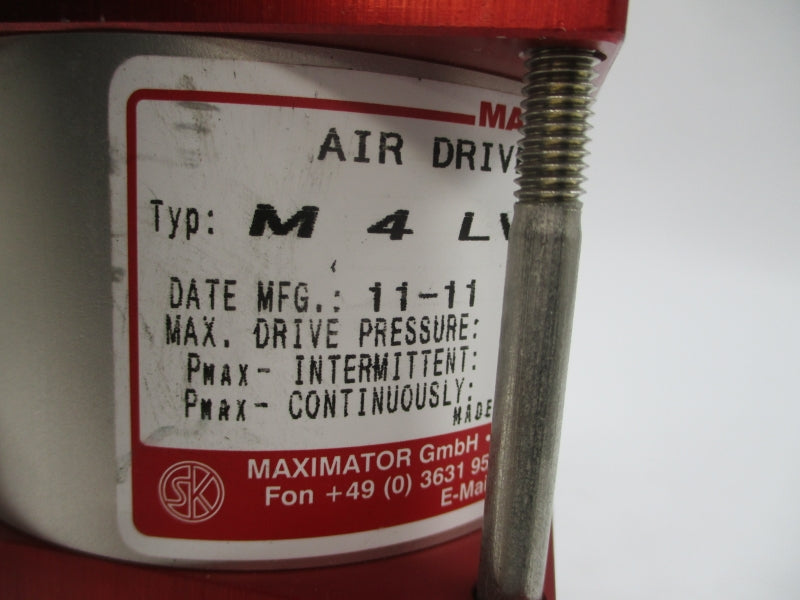 MA
AIR DRIVE
Typ: M 4 LV
DATE MFG.: 11-11
MAX. DRIVE PRESSURE:
PMAX- INTERMITTENT:
PMAX- CONTINUOUSLY:
MADE
SK
MAXIMATOR GmbH •
Fon +49 (0) 3631 95
E-Mai